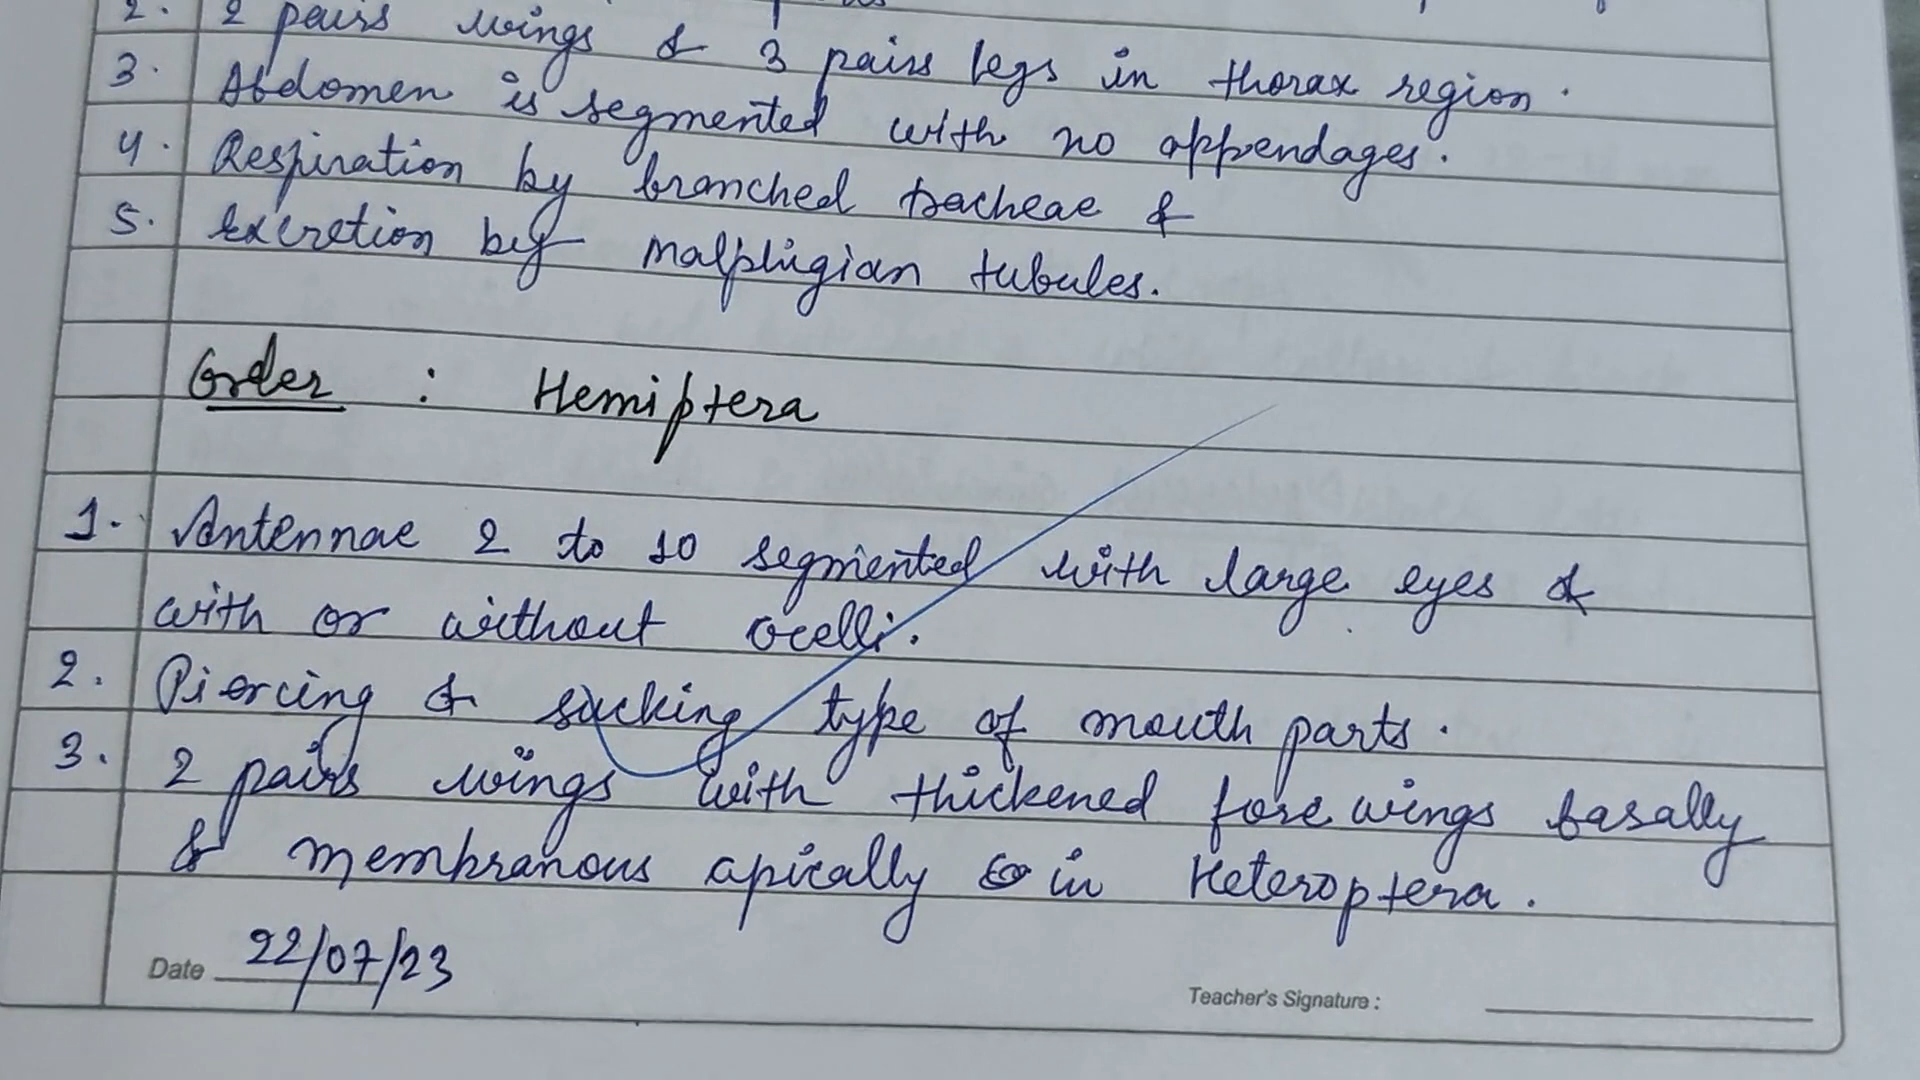 2. 2 pairs wings & 3 pairs legs in thorax region.
3. Abdomen is segmented with no appendages.
4. Respiration by branched tracheae &
5. Excretion by malphigian tubules.
Order : Hemiptera
1. Antennae 2 to 10 segmented with large eyes &
with or without ocelli.
2. Piercing & sucking type of mouth parts.
3. 2 pairs wings with thickened fore wings basally
& membranous apically in Heteroptera.
Date 22/07/23
Teacher's Signature :